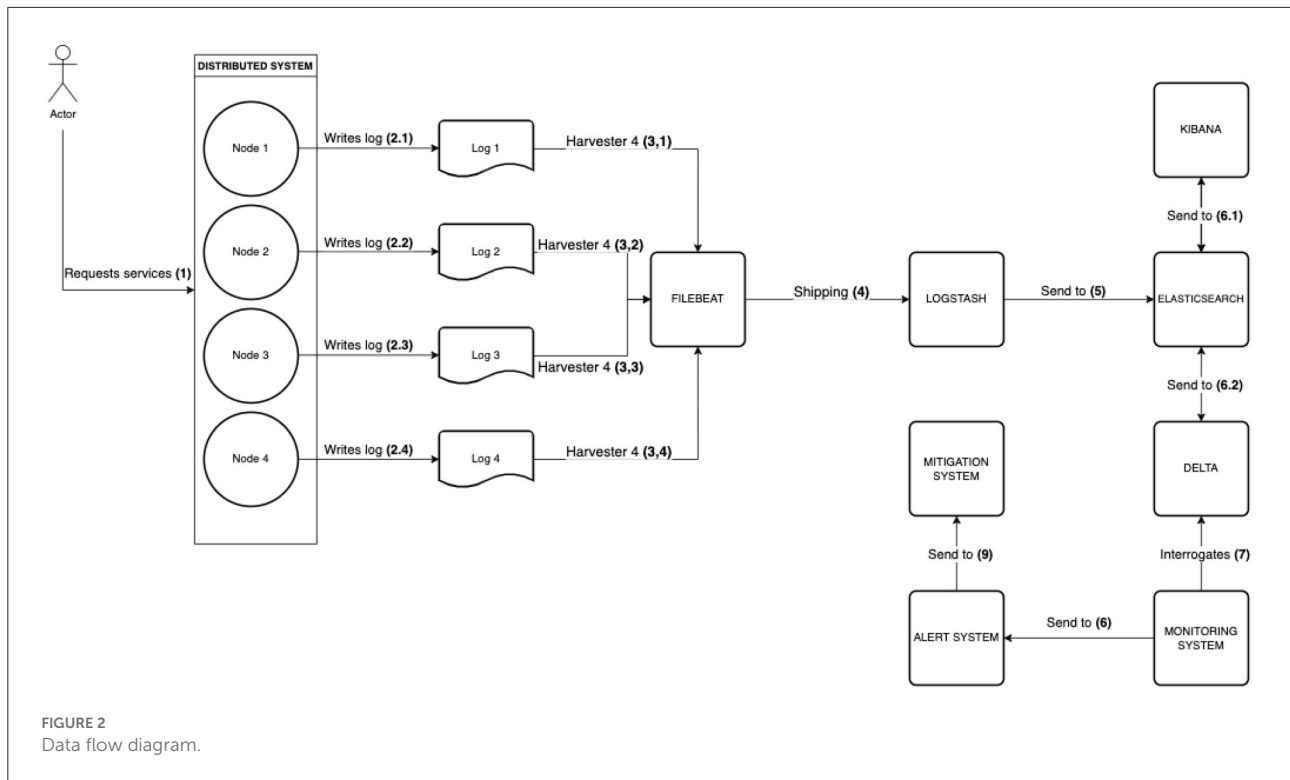 DISTRIBUTED SYSTEM
Actor
Requests services (1)
Node 1
Writes log (2.1)
Log 1
Harvester 4 (3,1)
Node 2
Writes log (2.2)
Log 2
Harvester 4 (3,2)
Node 3
Writes log (2.3)
Log 3
Harvester 4 (3,3)
Node 4
Writes log (2.4)
Log 4
Harvester 4 (3,4)
FILEBEAT
Shipping (4)
LOGSTASH
Send to (5)
ELASTICSEARCH
Send to (6.1)
KIBANA
Send to (6.2)
DELTA
Interrogates (7)
MONITORING
SYSTEM
Send to (6)
ALERT SYSTEM
Send to (9)
MITIGATION
SYSTEM
FIGURE 2
Data flow diagram.